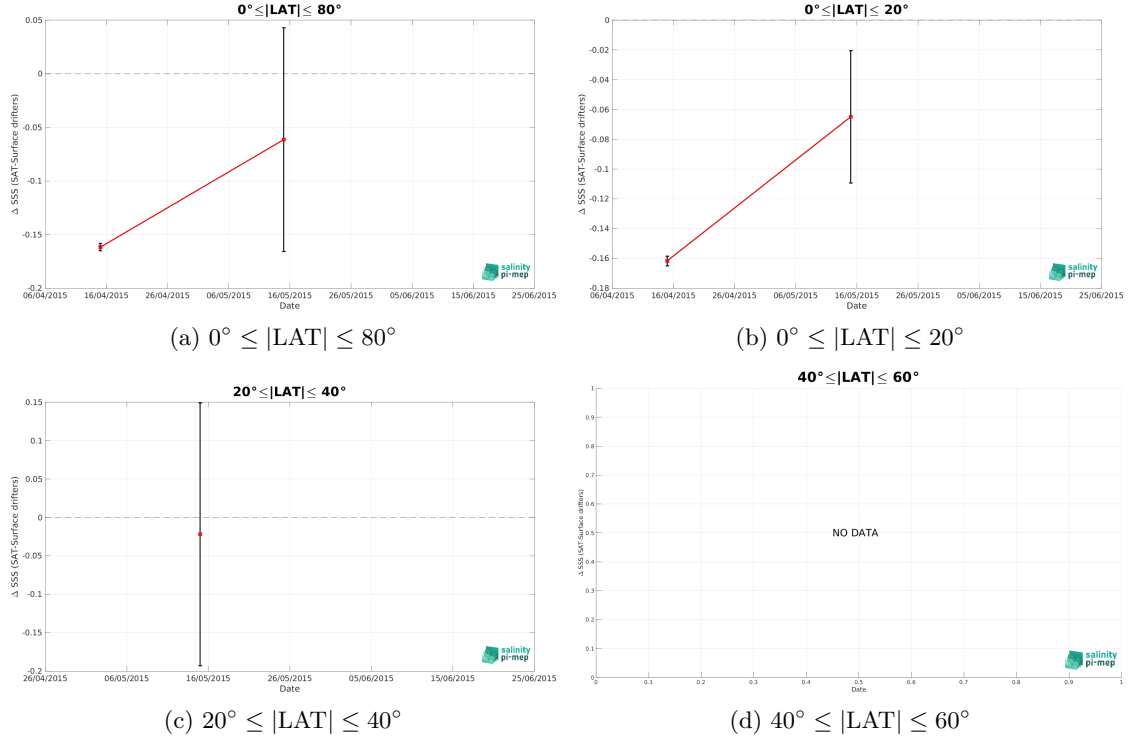 0°≤|LAT|≤ 80°
0.05
0
-0.05
-0.1
-0.15
-0.2
Δ SSS (SAT-Surface drifters)
06/04/2015 16/04/2015 26/04/2015 06/05/2015 16/05/2015 26/05/2015 05/06/2015 15/06/2015 25/06/2015
Date
salinity
pi-mep
(a) 0° ≤ |LAT| ≤ 80°
0°≤|LAT|≤ 20°
0
-0.02
-0.04
-0.06
-0.08
-0.1
-0.12
-0.14
-0.16
-0.18
Δ SSS (SAT-Surface drifters)
06/04/2015 16/04/2015 26/04/2015 06/05/2015 16/05/2015 26/05/2015 05/06/2015 15/06/2015 25/06/2015
Date
salinity
pi-mep
(b) 0° ≤ |LAT| ≤ 20°
20°≤|LAT|≤ 40°
0.15
0.1
0.05
0
-0.05
-0.1
-0.15
-0.2
Δ SSS (SAT-Surface drifters)
26/04/2015 06/05/2015 16/05/2015 26/05/2015 05/06/2015 15/06/2015 25/06/2015
Date
salinity
pi-mep
(c) 20° ≤ |LAT| ≤ 40°
40°≤|LAT|≤ 60°
1
0.9
0.8
0.7
0.6
0.5
0.4
0.3
0.2
0.1
0
Δ SSS (SAT-Surface drifters)
NO DATA
0 0.1 0.2 0.3 0.4 0.5 0.6 0.7 0.8 0.9 1
Date
salinity
pi-mep
(d) 40° ≤ |LAT| ≤ 60°